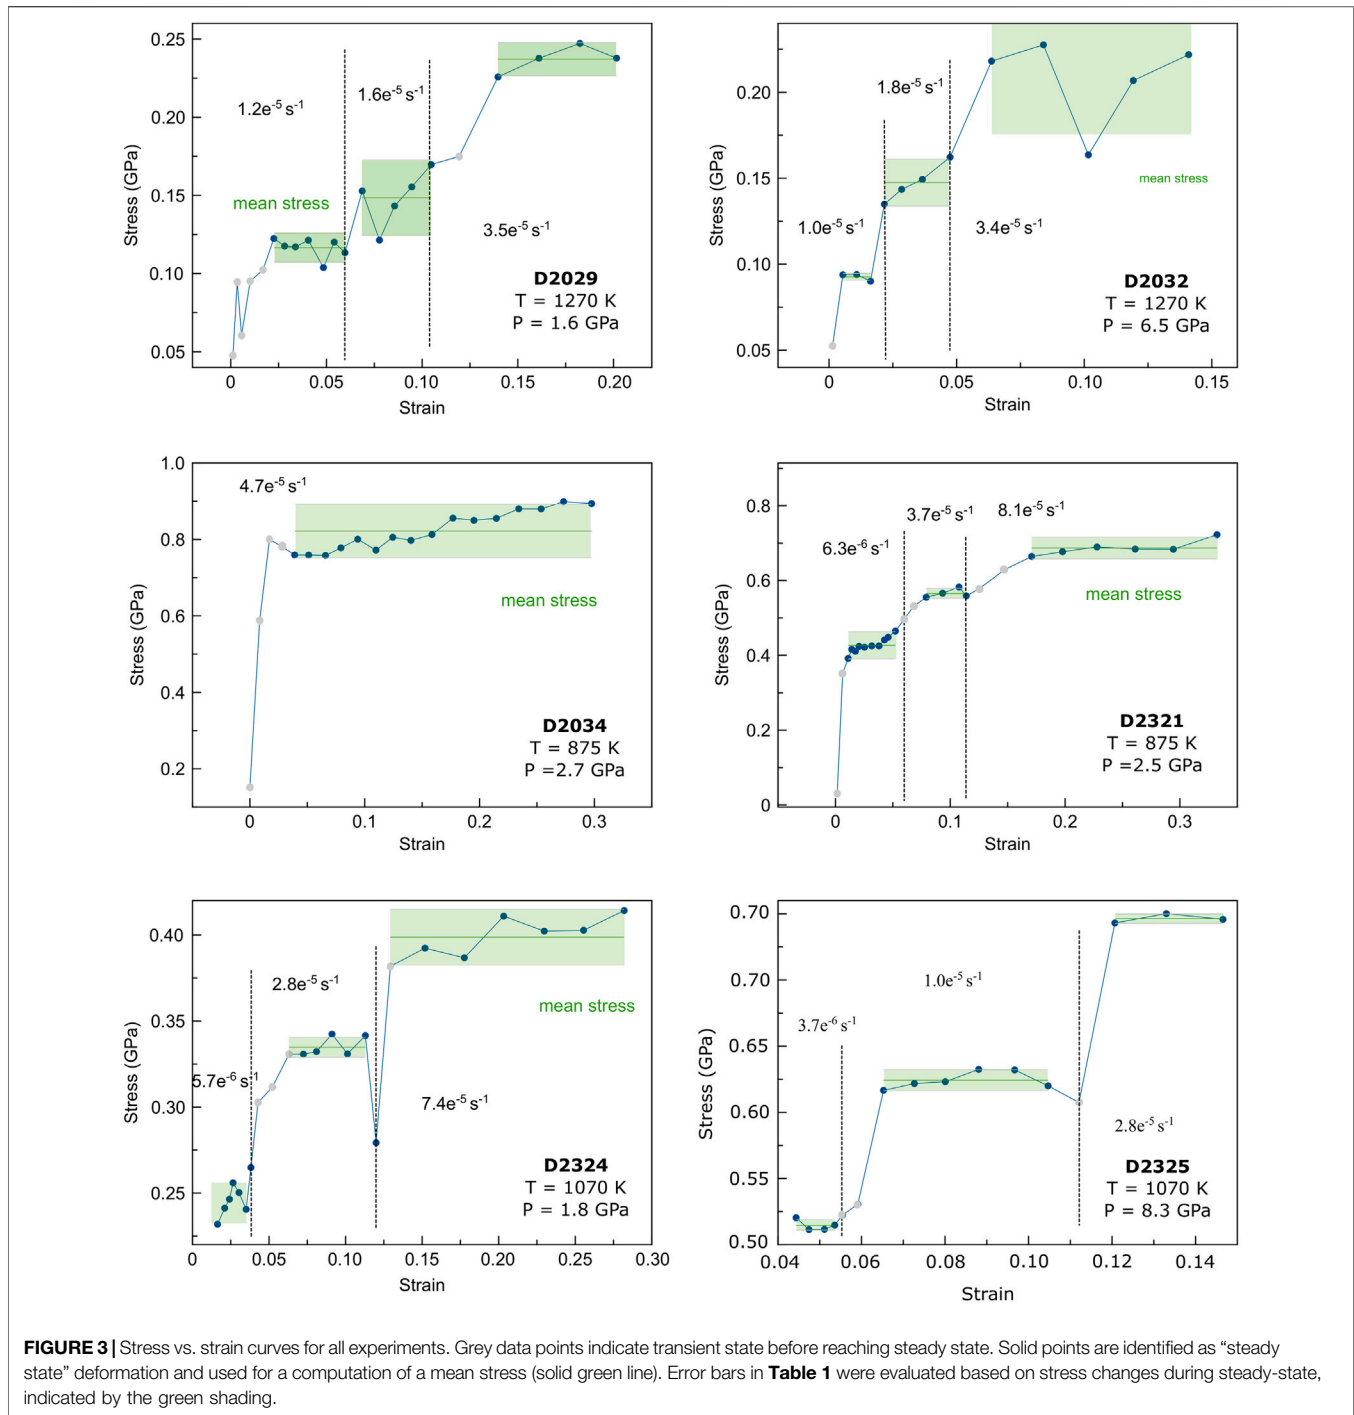 0.25
0.20
0.15
0.10
0.05
Stress (GPa)
1.2e-5 s-1
1.6e-5 s-1
mean stress
3.5e-5 s-1
D2029
T = 1270 K
P = 1.6 GPa
0 0.05 0.10 0.15 0.20
Strain
0.20
0.15
0.10
0.05
Stress (GPa)
1.8e-5 s-1
mean stress
1.0e-5 s-1
3.4e-5 s-1
D2032
T = 1270 K
P = 6.5 GPa
0 0.05 0.10 0.15
Strain
1.0
0.8
0.6
0.4
0.2
Stress (GPa)
4.7e-5 s-1
mean stress
D2034
T = 875 K
P =2.7 GPa
0 0.1 0.2 0.3
Strain
0.8
0.6
0.4
0.2
0
Stress (GPa)
3.7e-5 s-1
8.1e-5 s-1
6.3e-6 s-1
mean stress
D2321
T = 875 K
P =2.5 GPa
0 0.1 0.2 0.3
Strain
0.40
0.35
0.30
0.25
Stress (GPa)
2.8e-5 s-1
mean stress
5.7e-6 s-1
7.4e-5 s-1
D2324
T = 1070 K
P = 1.8 GPa
0 0.05 0.10 0.15 0.20 0.25 0.30
Strain
0.70
0.70
0.65
0.60
0.55
0.50
Stress (GPa)
1.0e-5 s-1
3.7e-6 s-1
2.8e-5 s-1
D2325
T = 1070 K
P = 8.3 GPa
0.04 0.06 0.08 0.10 0.12 0.14
Strain
FIGURE 3 | Stress vs. strain curves for all experiments. Grey data points indicate transient state before reaching steady state. Solid points are identified as “steady
state” deformation and used for a computation of a mean stress (solid green line). Error bars in Table 1 were evaluated based on stress changes during steady-state,
indicated by the green shading.